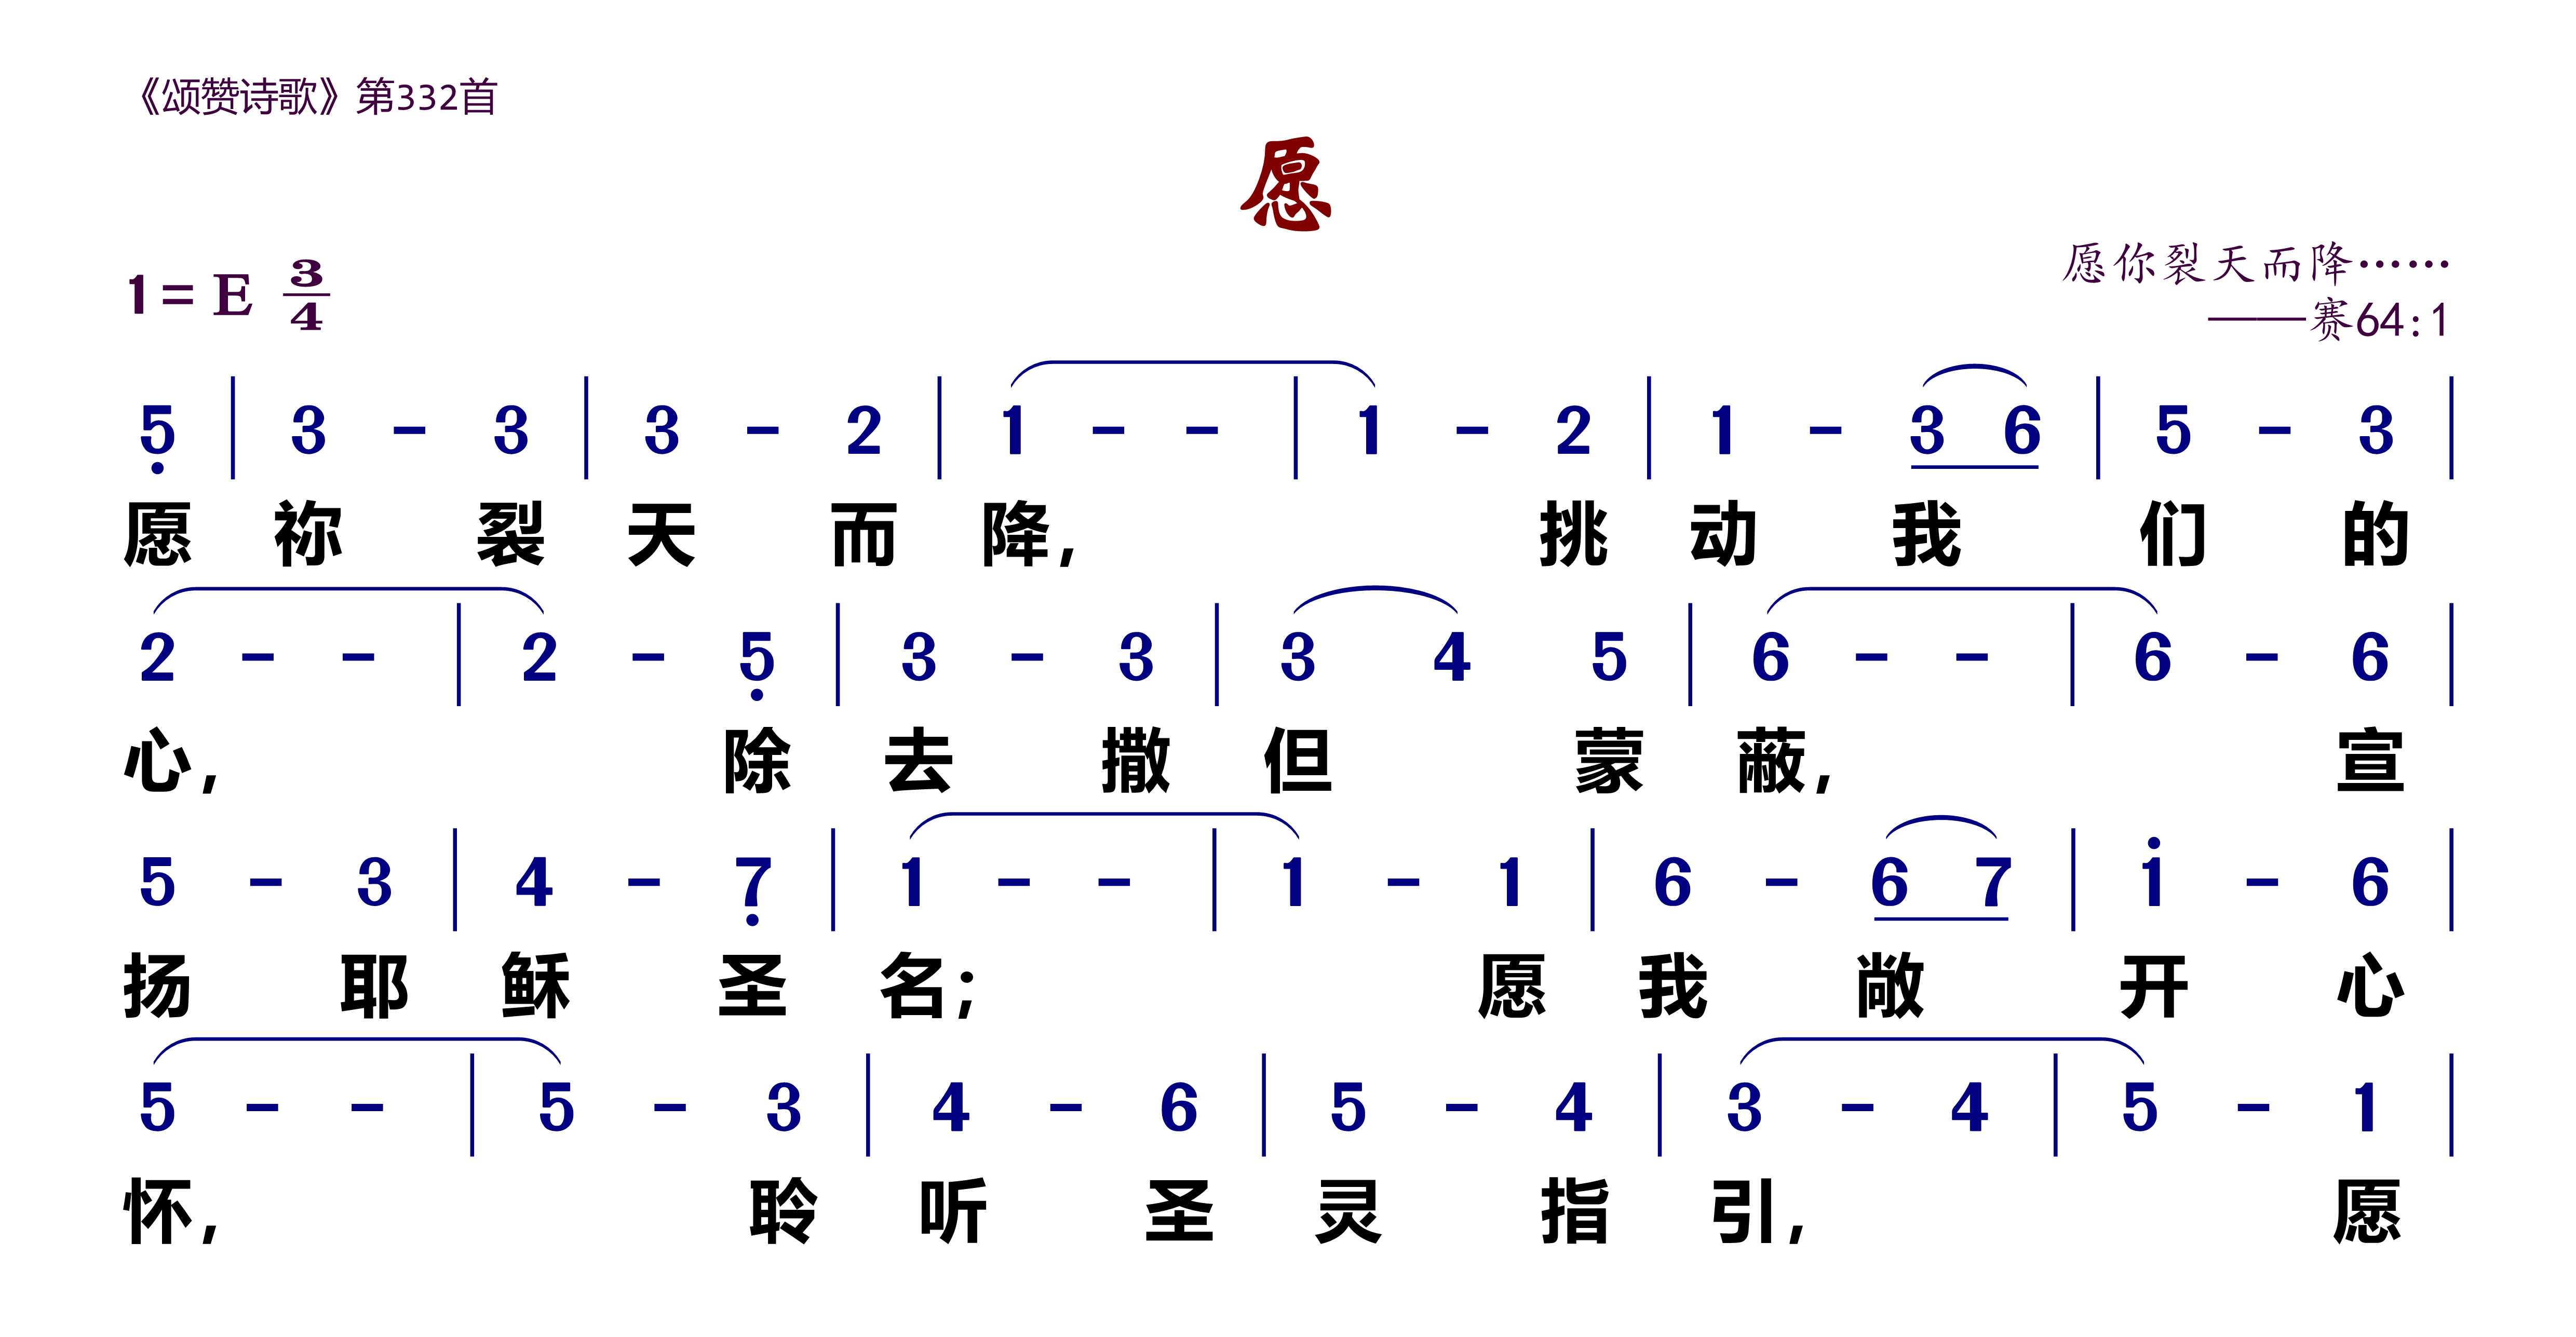 《颂赞诗歌》第332首
愿
1= E 3/4
愿你裂天而降……
——赛64:1
5̣ | 3 - 3 | 3 - 2 | 1 - - | 1 - 2 | 1 - 3 6 | 5 - 3 |
愿 祢 裂 天 而 降, 挑 动 我 们 的
2 - - | 2 - 5̣ | 3 - 3 | 3 4 5 | 6 - - | 6 - 6 |
心, 除 去 撒 但 蒙 蔽, 宣
5 - 3 | 4 - 7̣ | 1 - - | 1 - 1 | 6 - 6 7 | 1̇ - 6 |
扬 耶 稣 圣 名; 愿 我 敞 开 心
5 - - | 5 - 3 | 4 - 6 | 5 - 4 | 3 - 4 | 5 - 1 |
怀, 聆 听 圣 灵 指 引, 愿